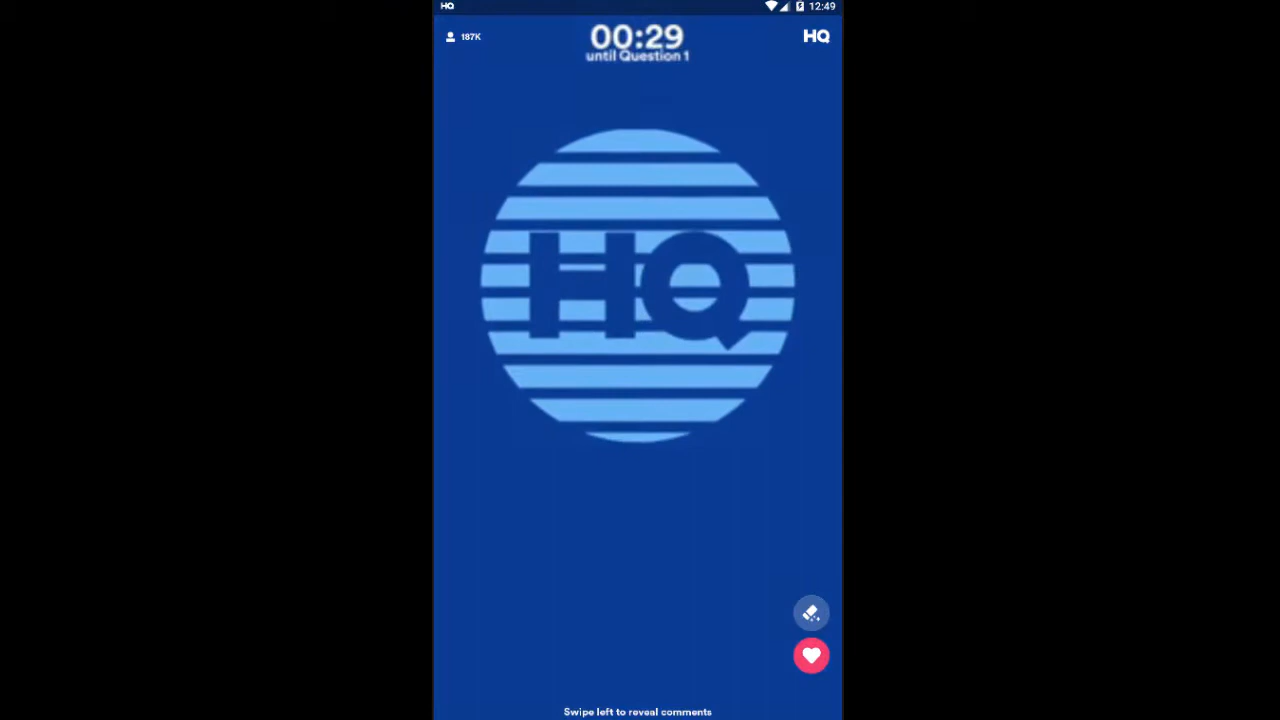 HQ
12:49
187K
00:29
HQ
until Question 1
HQ
Swipe left to reveal comments